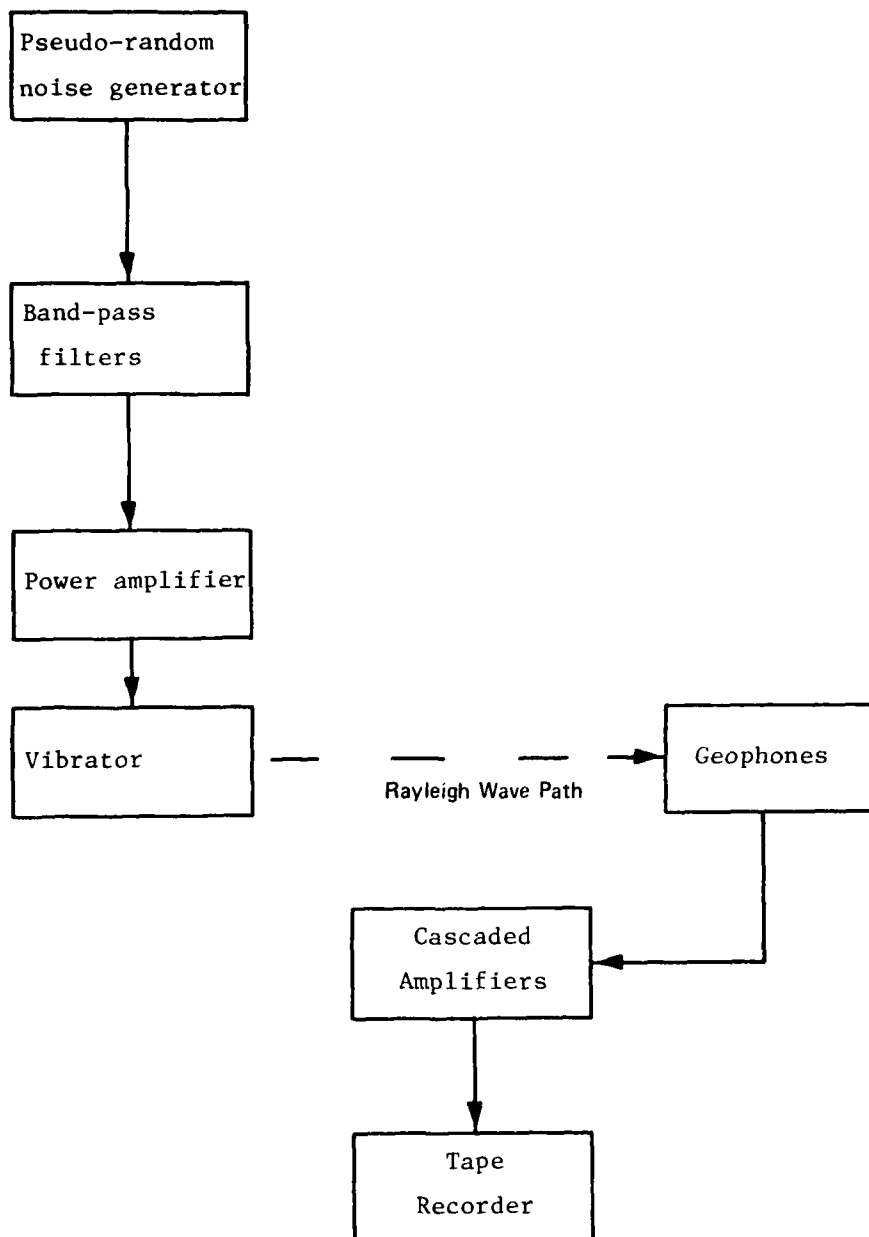 Pseudo-random
noise generator
Band-pass
filters
Power amplifier
Vibrator
Rayleigh Wave Path
Geophones
Cascaded
Amplifiers
Tape
Recorder